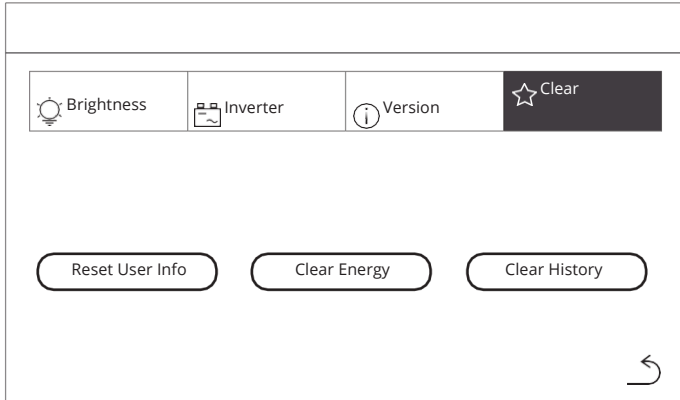 Brightness
Inverter
Version
Clear
Reset User Info
Clear Energy
Clear History